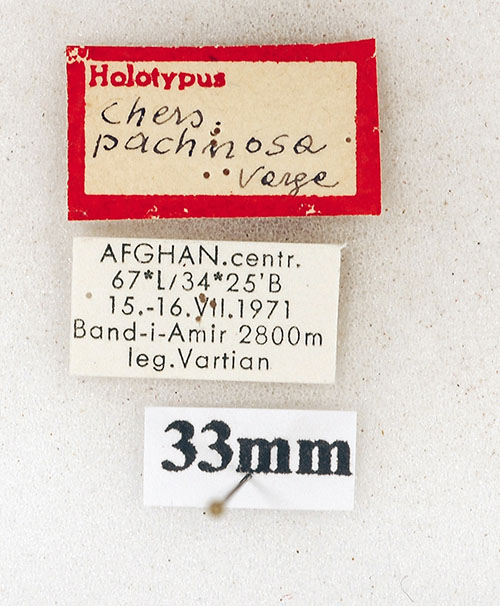 Holotypus
Chers.
pachnosa
Varga
AFGHAN.centr.
67*L/34*25'B
15.-16.VII.1971
Band-i-Amir 2800m
leg.Vartian
33mm